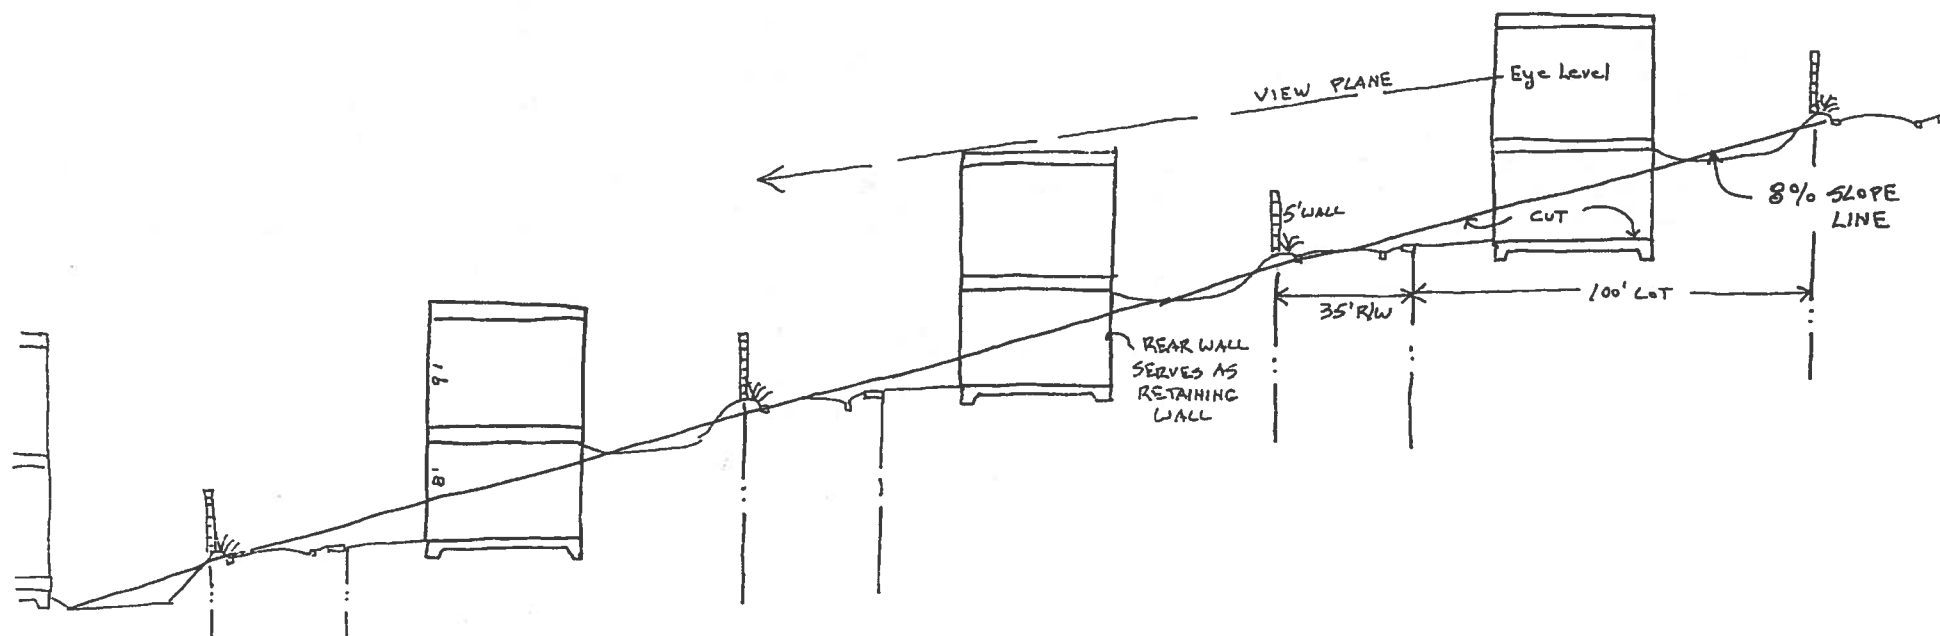 Eye Level
VIEW PLANE
5' WALL
8% SLOPE
LINE
CUT
35' R/W
100' LOT
REAR WALL
SERVES AS
RETAINING
WALL
9'
8'